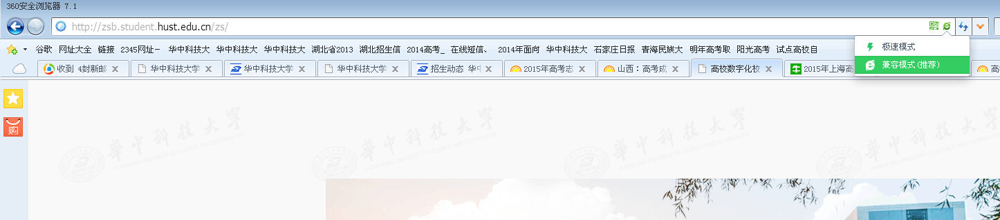 360安全浏览器 7.1
http://zsb.student.hust.edu.cn/zs/
极速模式
兼容模式(推荐)
谷歌 网址大全 链接 2345网址— 华中科技大 华中科技大 华中科技大 湖北省2013 湖北招生信 2014高考_ 在线短信、 2014年面向 华中科技大 石家庄日报 青海民族大 明年高考取 阳光高考 试点高校自
收到 4封新邮 华中科技大学 华中科技大学 华中科技大学 招生动态 华中 2015年高考志 山西：高考成 高校数字化校 2015年上海高
购
華中科技大学 華中科技大学 華中科技大学 華中科技大学